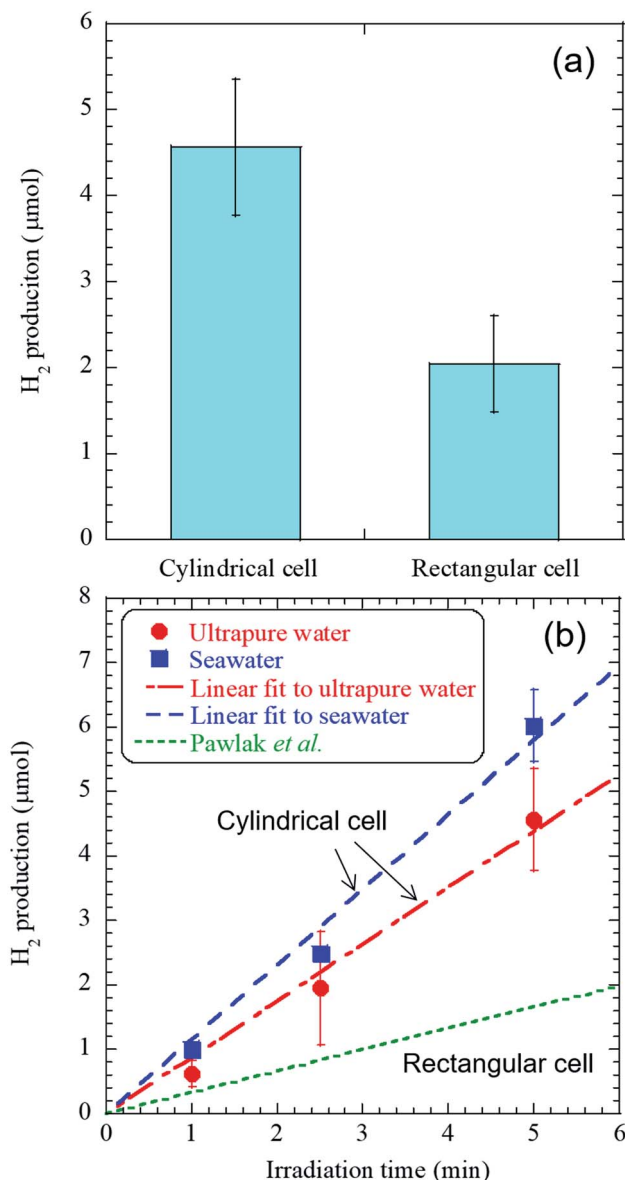 6
(a)
5
4
3
2
1
0
H2 produciton (μmol)
Cylindrical cell
Rectangular cell
8
(b)
7
6
5
4
3
2
1
0
H2 production (μmol)
Ultrapure water
Seawater
Linear fit to ultrapure water
Linear fit to seawater
Pawlak et al.
Cylindrical cell
Rectangular cell
0 1 2 3 4 5 6
Irradiation time (min)